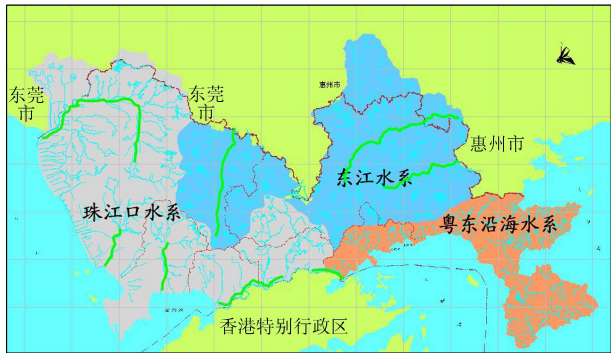 惠州市
东莞
市
东莞
市
惠州市
东江水系
珠江口水系
粤东沿海水系
香港特别行政区